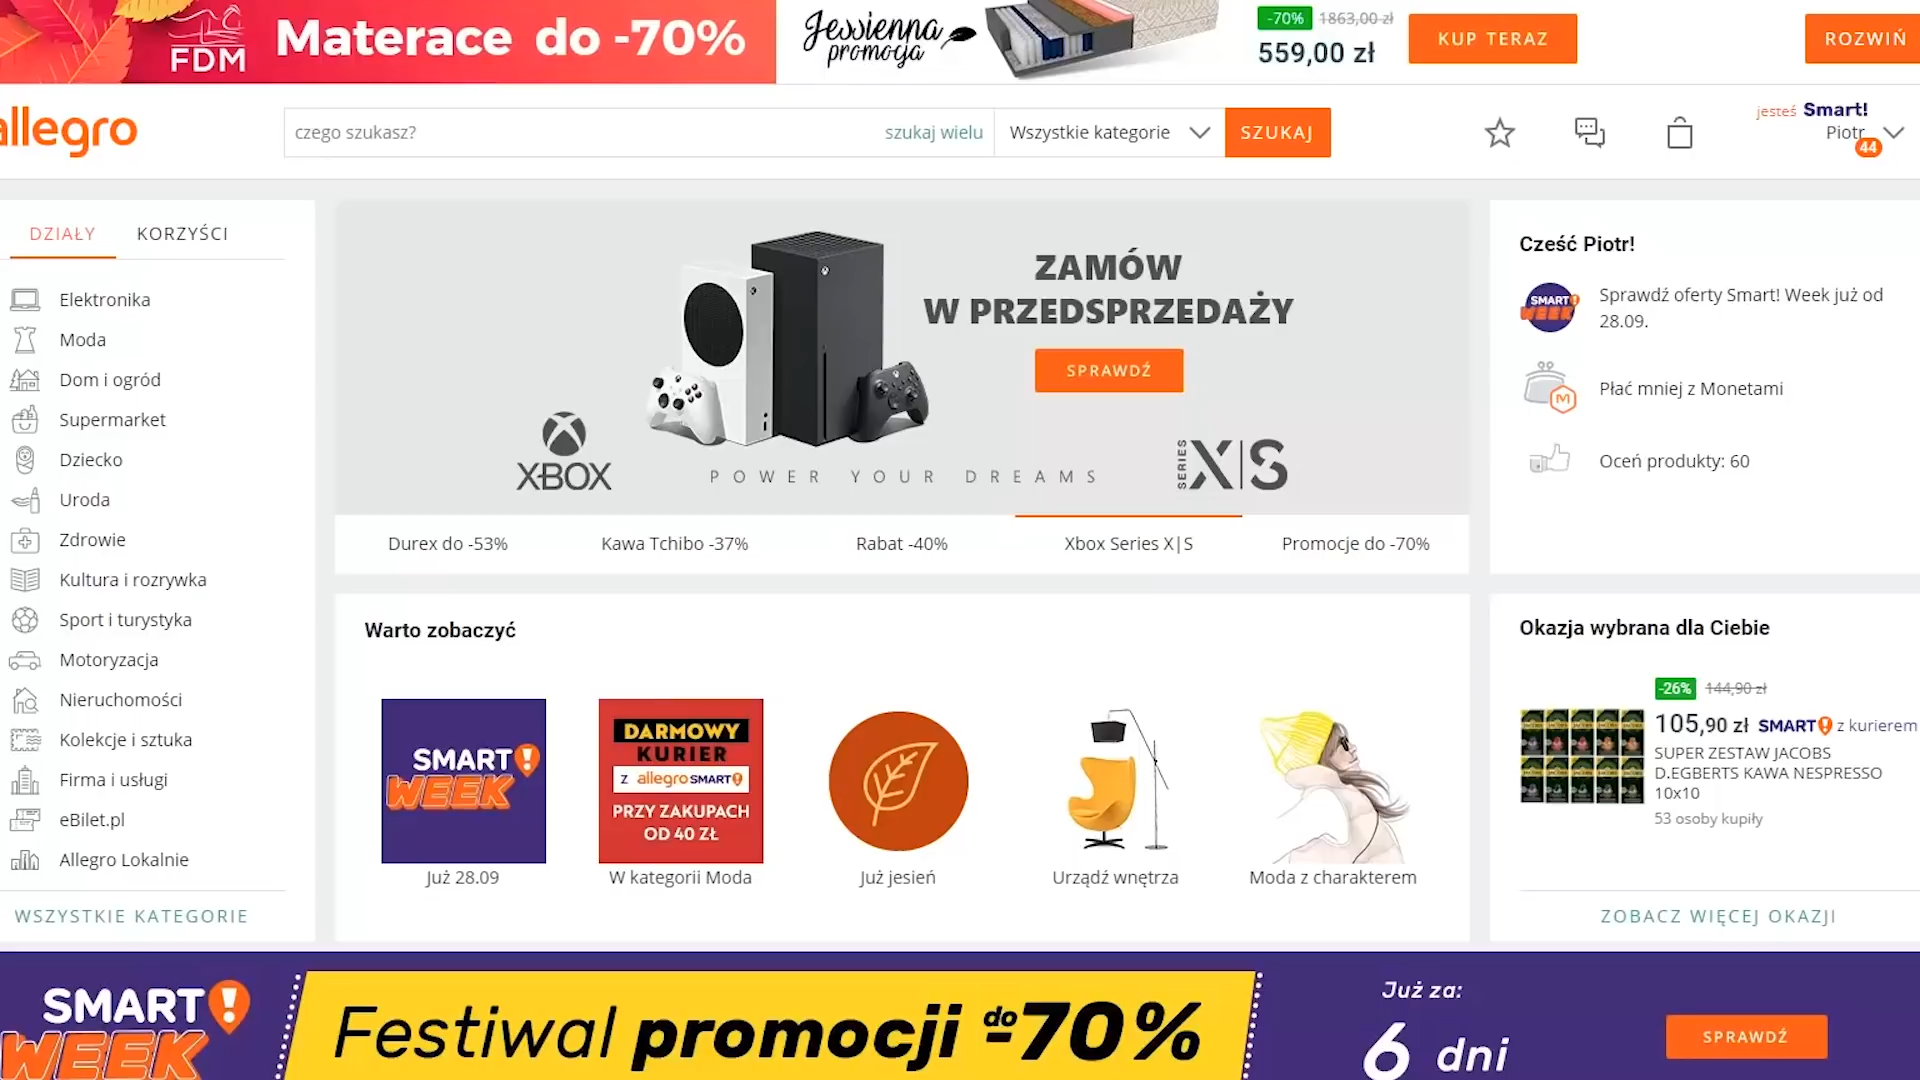 FDM
Materace do -70%
Jessienna
promocja
-70% 1863,00 zł
559,00 zł
KUP TERAZ
ROZWIŃ
allegro
czego szukasz?
szukaj wielu
Wszystkie kategorie
SZUKAJ
jesteś Smart!
Piotr
44
DZIAŁY
KORZYŚCI
Elektronika
Moda
Dom i ogród
Supermarket
Dziecko
Uroda
Zdrowie
Kultura i rozrywka
Sport i turystyka
Motoryzacja
Nieruchomości
Kolekcje i sztuka
Firma i usługi
eBilet.pl
Allegro Lokalnie
WSZYSTKIE KATEGORIE
ZAMÓW
W PRZEDSPRZEDAŻY
SPRAWDŹ
XBOX
POWER YOUR DREAMS
SERIES X|S
Durex do -53%
Kawa Tchibo -37%
Rabat -40%
Xbox Series X|S
Promocje do -70%
Warto zobaczyć
SMART!
WEEK
Już 28.09
DARMOWY
KURIER
z allegro SMART!
PRZY ZAKUPACH
OD 40 ZŁ
W kategorii Moda
Już jesień
Urządź wnętrza
Moda z charakterem
Cześć Piotr!
SMART!
WEEK
Sprawdź oferty Smart! Week już od
28.09.
M
Płać mniej z Monetami
Oceń produkty: 60
Okazja wybrana dla Ciebie
-26% 144,90 zł
105,90 zł SMART! z kurierem
SUPER ZESTAW JACOBS
D.EGBERTS KAWA NESPRESSO
10x10
53 osoby kupiły
ZOBACZ WIĘCEJ OKAZJI
SMART!
WEEK
Festiwal promocji do -70%
Już za:
6 dni
SPRAWDŹ